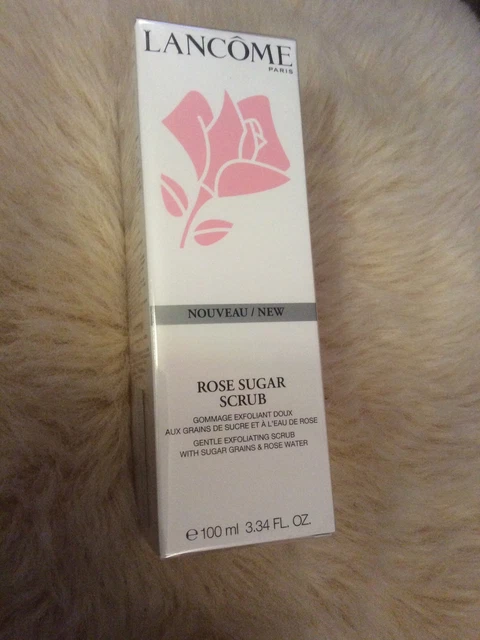 LANCÔME
PARIS
NOUVEAU / NEW
ROSE SUGAR
SCRUB
GOMMAGE EXFOLIANT DOUX
AUX GRAINS DE SUCRE ET À L'EAU DE ROSE
GENTLE EXFOLIATING SCRUB
WITH SUGAR GRAINS & ROSE WATER
℮ 100 ml 3.34 FL. OZ.